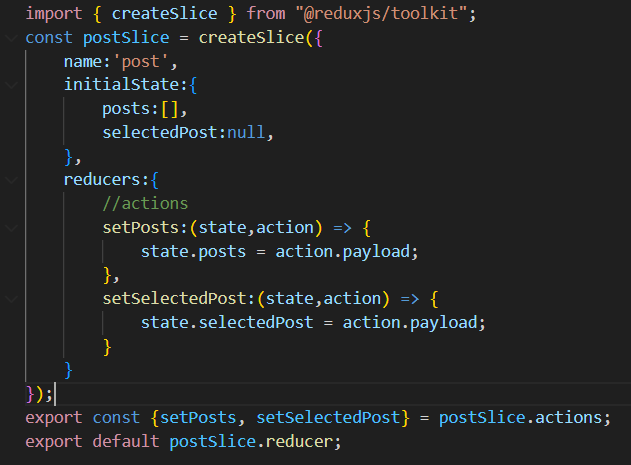 import { createSlice } from "@reduxjs/toolkit";
const postSlice = createSlice({
    name:'post',
    initialState:{
        posts:[],
        selectedPost:null,
    },
    reducers:{
        //actions
        setPosts:(state,action) => {
            state.posts = action.payload;
        },
        setSelectedPost:(state,action) => {
            state.selectedPost = action.payload;
        }
    }
});
export const {setPosts, setSelectedPost} = postSlice.actions;
export default postSlice.reducer;